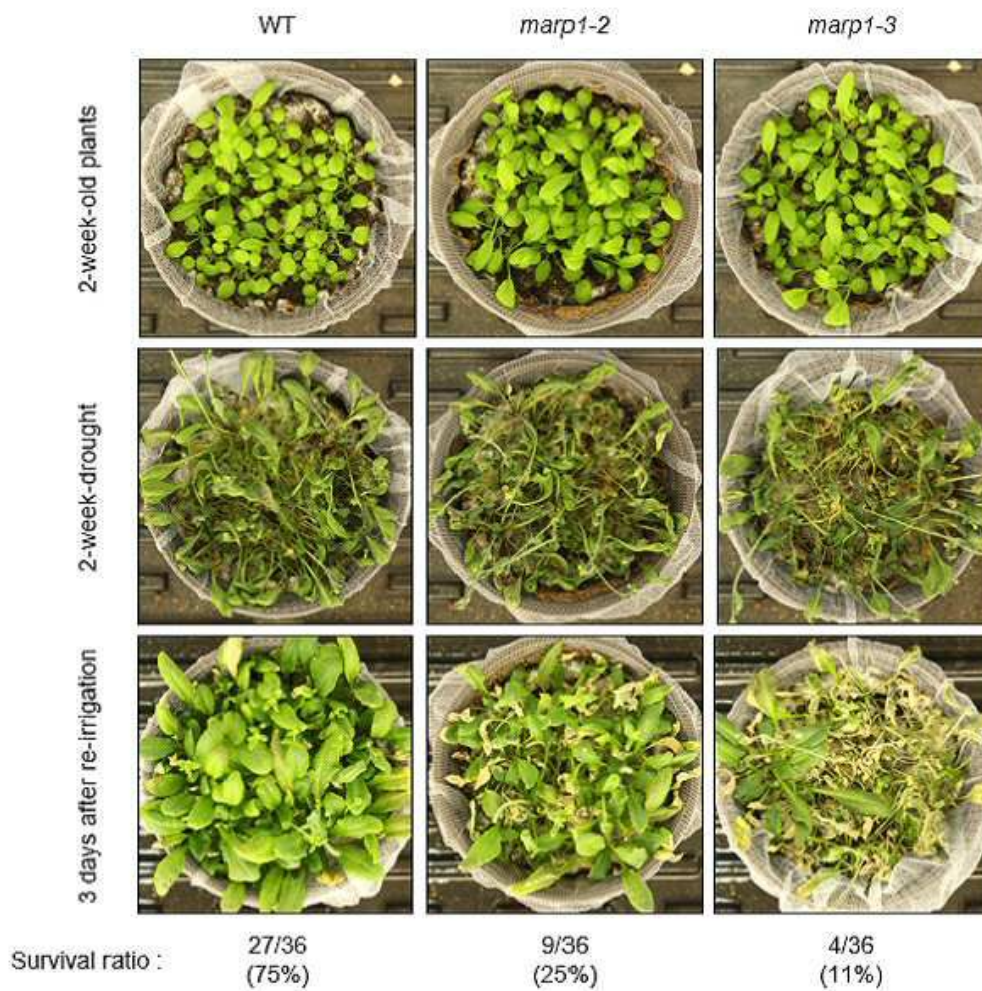 WT marp1-2 marp1-3
2-week-old plants
2-week-drought
3 days after re-irrigation
Survival ratio : 27/36 9/36 4/36
(75%) (25%) (11%)